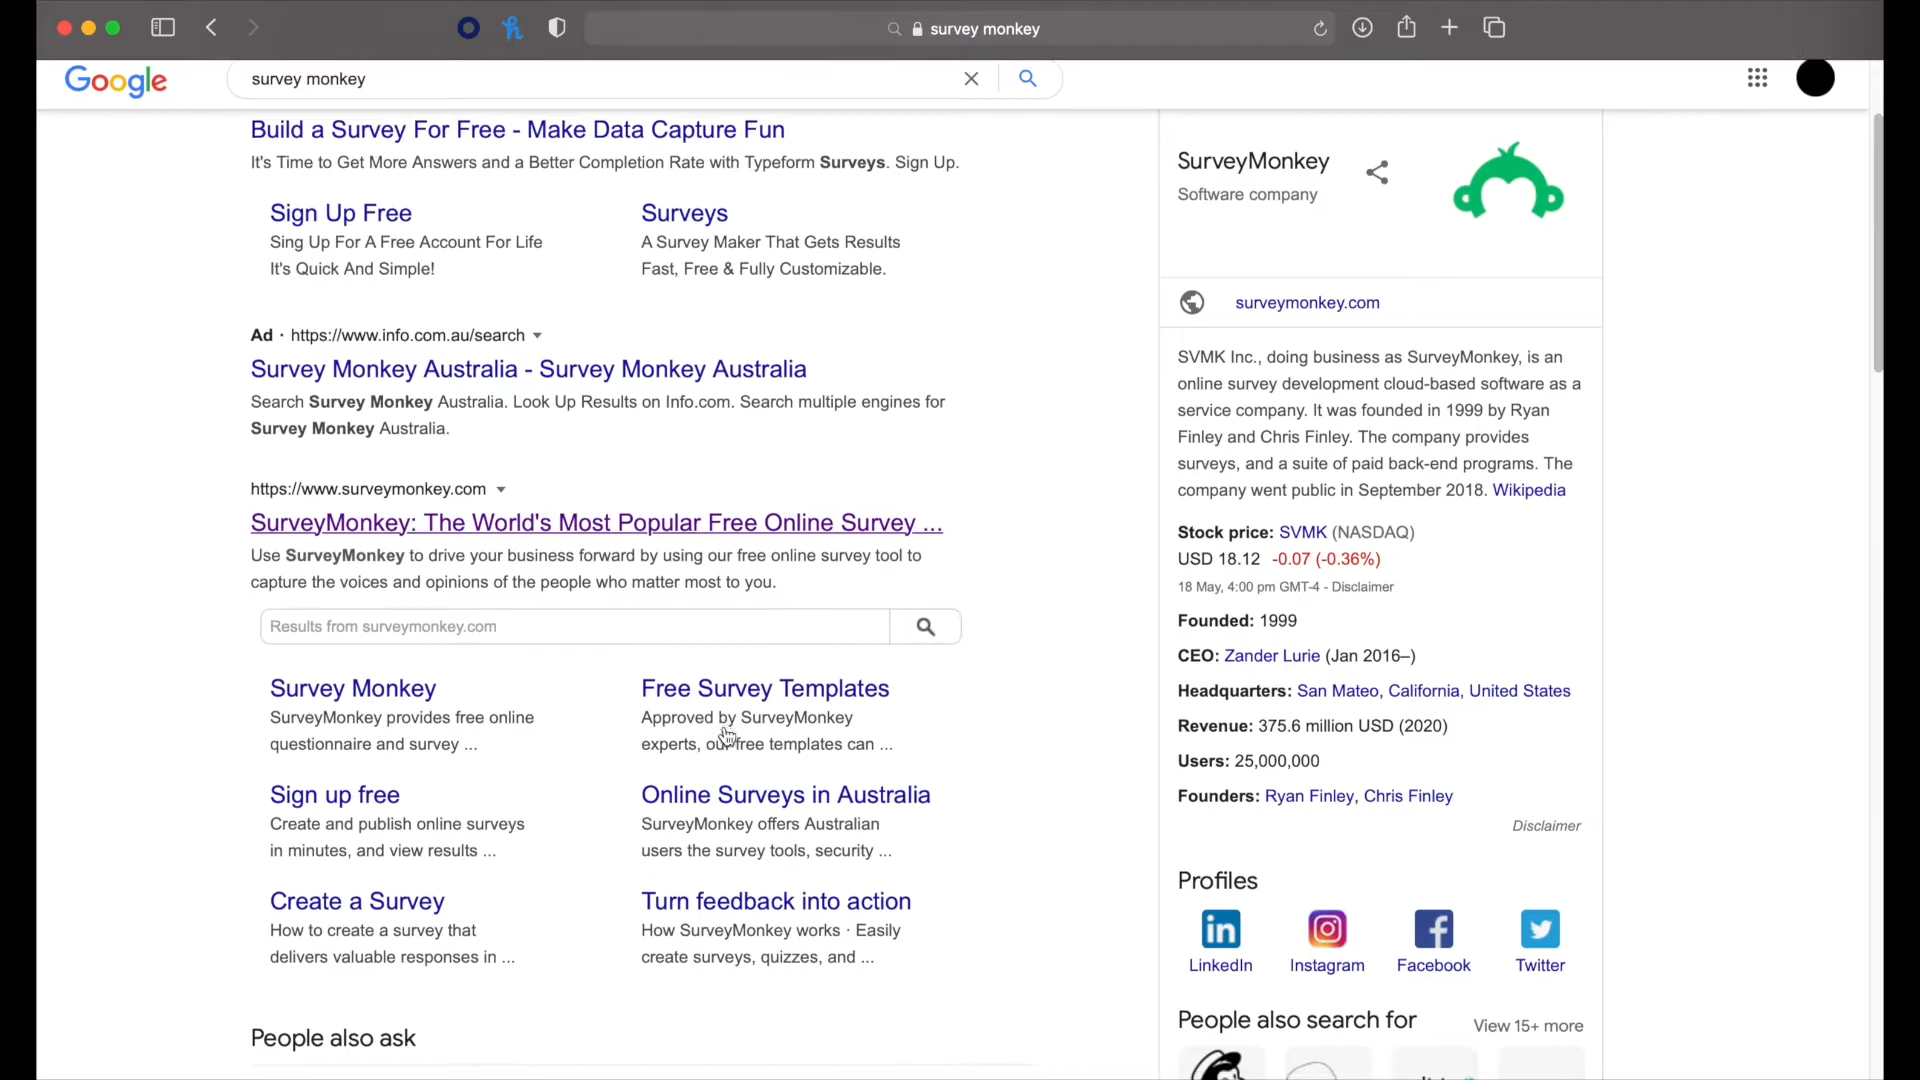 survey monkey
Google
survey monkey
Build a Survey For Free - Make Data Capture Fun
It's Time to Get More Answers and a Better Completion Rate with Typeform Surveys. Sign Up.
Sign Up Free
Sing Up For A Free Account For Life
It's Quick And Simple!
Surveys
A Survey Maker That Gets Results
Fast, Free & Fully Customizable.
Ad · https://www.info.com.au/search
Survey Monkey Australia - Survey Monkey Australia
Search Survey Monkey Australia. Look Up Results on Info.com. Search multiple engines for
Survey Monkey Australia.
https://www.surveymonkey.com
SurveyMonkey: The World's Most Popular Free Online Survey ...
Use SurveyMonkey to drive your business forward by using our free online survey tool to
capture the voices and opinions of the people who matter most to you.
Results from surveymonkey.com
Survey Monkey
SurveyMonkey provides free online
questionnaire and survey ...
Free Survey Templates
Approved by SurveyMonkey
experts, our free templates can ...
Sign up free
Create and publish online surveys
in minutes, and view results ...
Online Surveys in Australia
SurveyMonkey offers Australian
users the survey tools, security ...
Create a Survey
How to create a survey that
delivers valuable responses in ...
Turn feedback into action
How SurveyMonkey works · Easily
create surveys, quizzes, and ...
People also ask
SurveyMonkey
Software company
surveymonkey.com
SVMK Inc., doing business as SurveyMonkey, is an
online survey development cloud-based software as a
service company. It was founded in 1999 by Ryan
Finley and Chris Finley. The company provides
surveys, and a suite of paid back-end programs. The
company went public in September 2018. Wikipedia
Stock price: SVMK (NASDAQ)
USD 18.12 -0.07 (-0.36%)
18 May, 4:00 pm GMT-4 - Disclaimer
Founded: 1999
CEO: Zander Lurie (Jan 2016–)
Headquarters: San Mateo, California, United States
Revenue: 375.6 million USD (2020)
Users: 25,000,000
Founders: Ryan Finley, Chris Finley
Disclaimer
Profiles
LinkedIn
Instagram
Facebook
Twitter
People also search for
View 15+ more